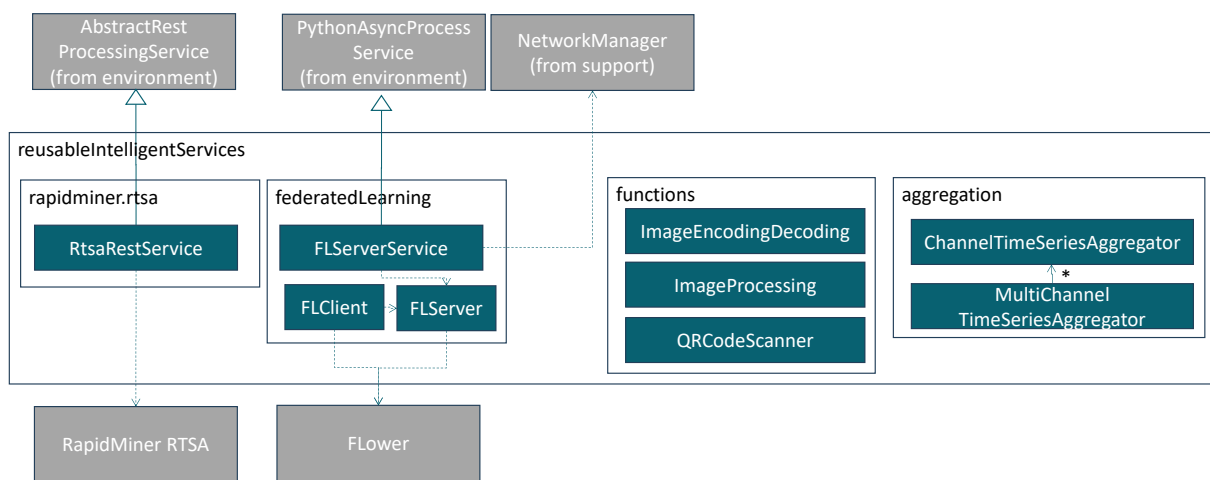 AbstractRest
ProcessingService
(from environment)
PythonAsyncProcess
Service
(from environment)
NetworkManager
(from support)
reusableIntelligentServices
rapidminer.rtsa
RtsaRestService
federatedLearning
FLServerService
FLClient
FLServer
functions
ImageEncodingDecoding
ImageProcessing
QRCodeScanner
aggregation
ChannelTimeSeriesAggregator
*
MultiChannel
TimeSeriesAggregator
RapidMiner RTSA
FLower